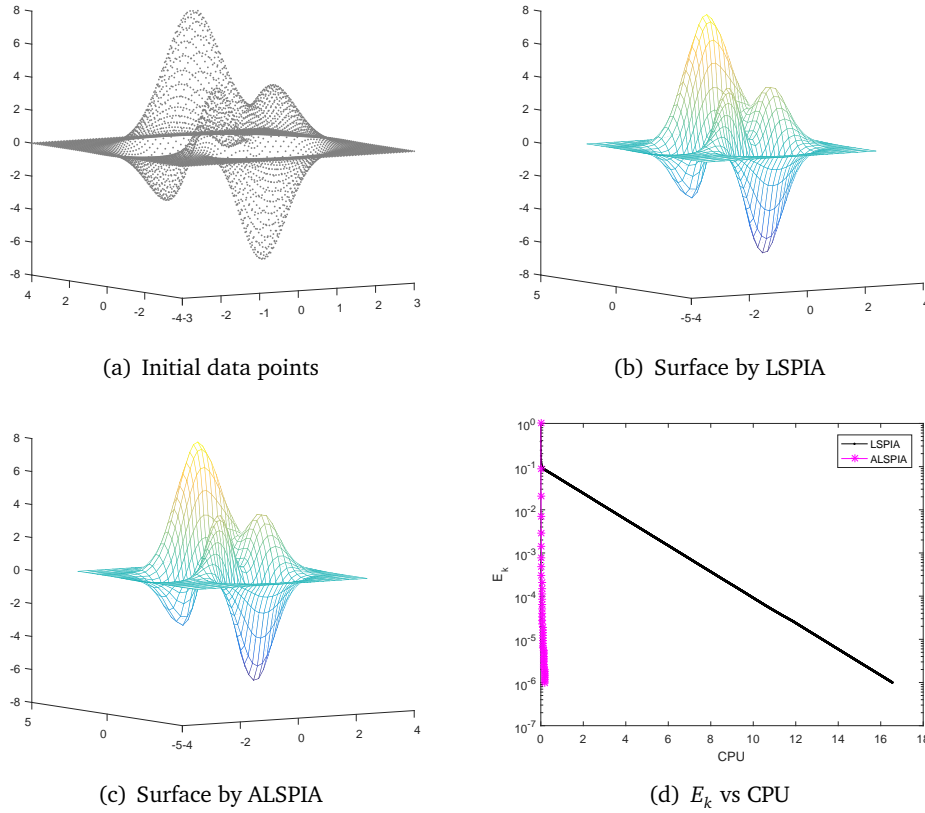 8
6
4
2
0
-2
-4
-6
-8
4 2 0 -2 -4 -3 -2 -1 0 1 2 3
(a) Initial data points
8
6
4
2
0
-2
-4
-6
-8
5 0 -5 -4 -2 0 2 4
(b) Surface by LSPIA
8
6
4
2
0
-2
-4
-6
-8
5 0 -5 -4 -2 0 2 4
(c) Surface by ALSPIA
10^0
10^-1
10^-2
10^-3
10^-4
10^-5
10^-6
10^-7
E_k
LSPIA
ALSPIA
0 2 4 6 8 10 12 14 16 18
CPU
(d) E_k vs CPU